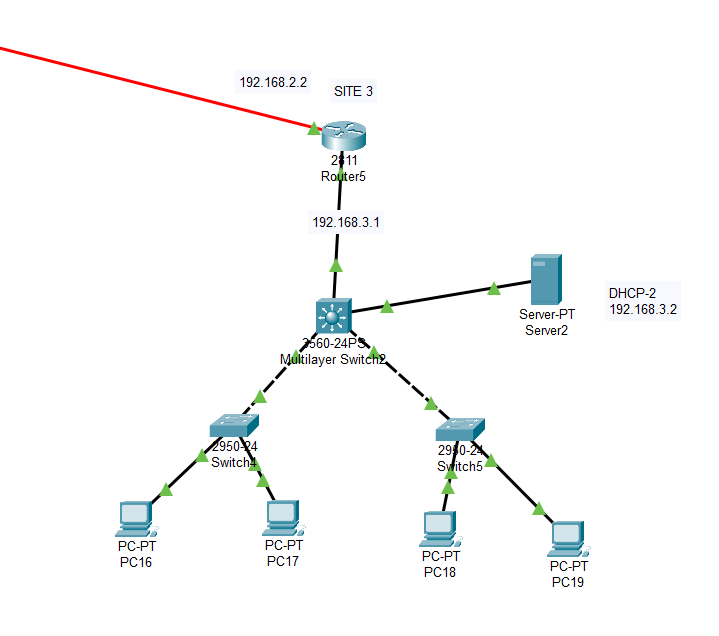 192.168.2.2
SITE 3
2811
Router5
192.168.3.1
DHCP-2
192.168.3.2
Server-PT
Server2
3560-24PS
Multilayer Switch2
2950-24
Switch4
2950-24
Switch5
PC-PT
PC16
PC-PT
PC17
PC-PT
PC18
PC-PT
PC19